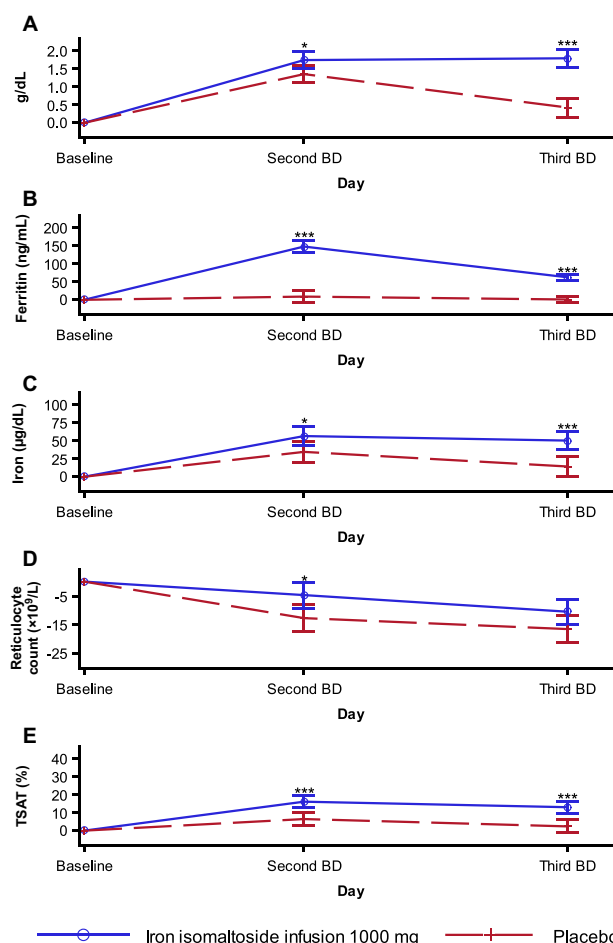 A
g/dL
2.0
1.5
1.0
0.5
0.0
*
***
Baseline
Second BD
Third BD
Day
B
Ferritin (ng/mL)
200
150
100
50
0
***
***
Baseline
Second BD
Third BD
Day
C
Iron (µg/dL)
100
75
50
25
0
*
***
Baseline
Second BD
Third BD
Day
D
Reticulocyte
count (×10⁹/L)
-5
-15
-25
*
Baseline
Second BD
Third BD
Day
E
TSAT (%)
40
30
20
10
0
***
***
Baseline
Second BD
Third BD
Day
Iron isomaltoside infusion 1000 mg
Placebo